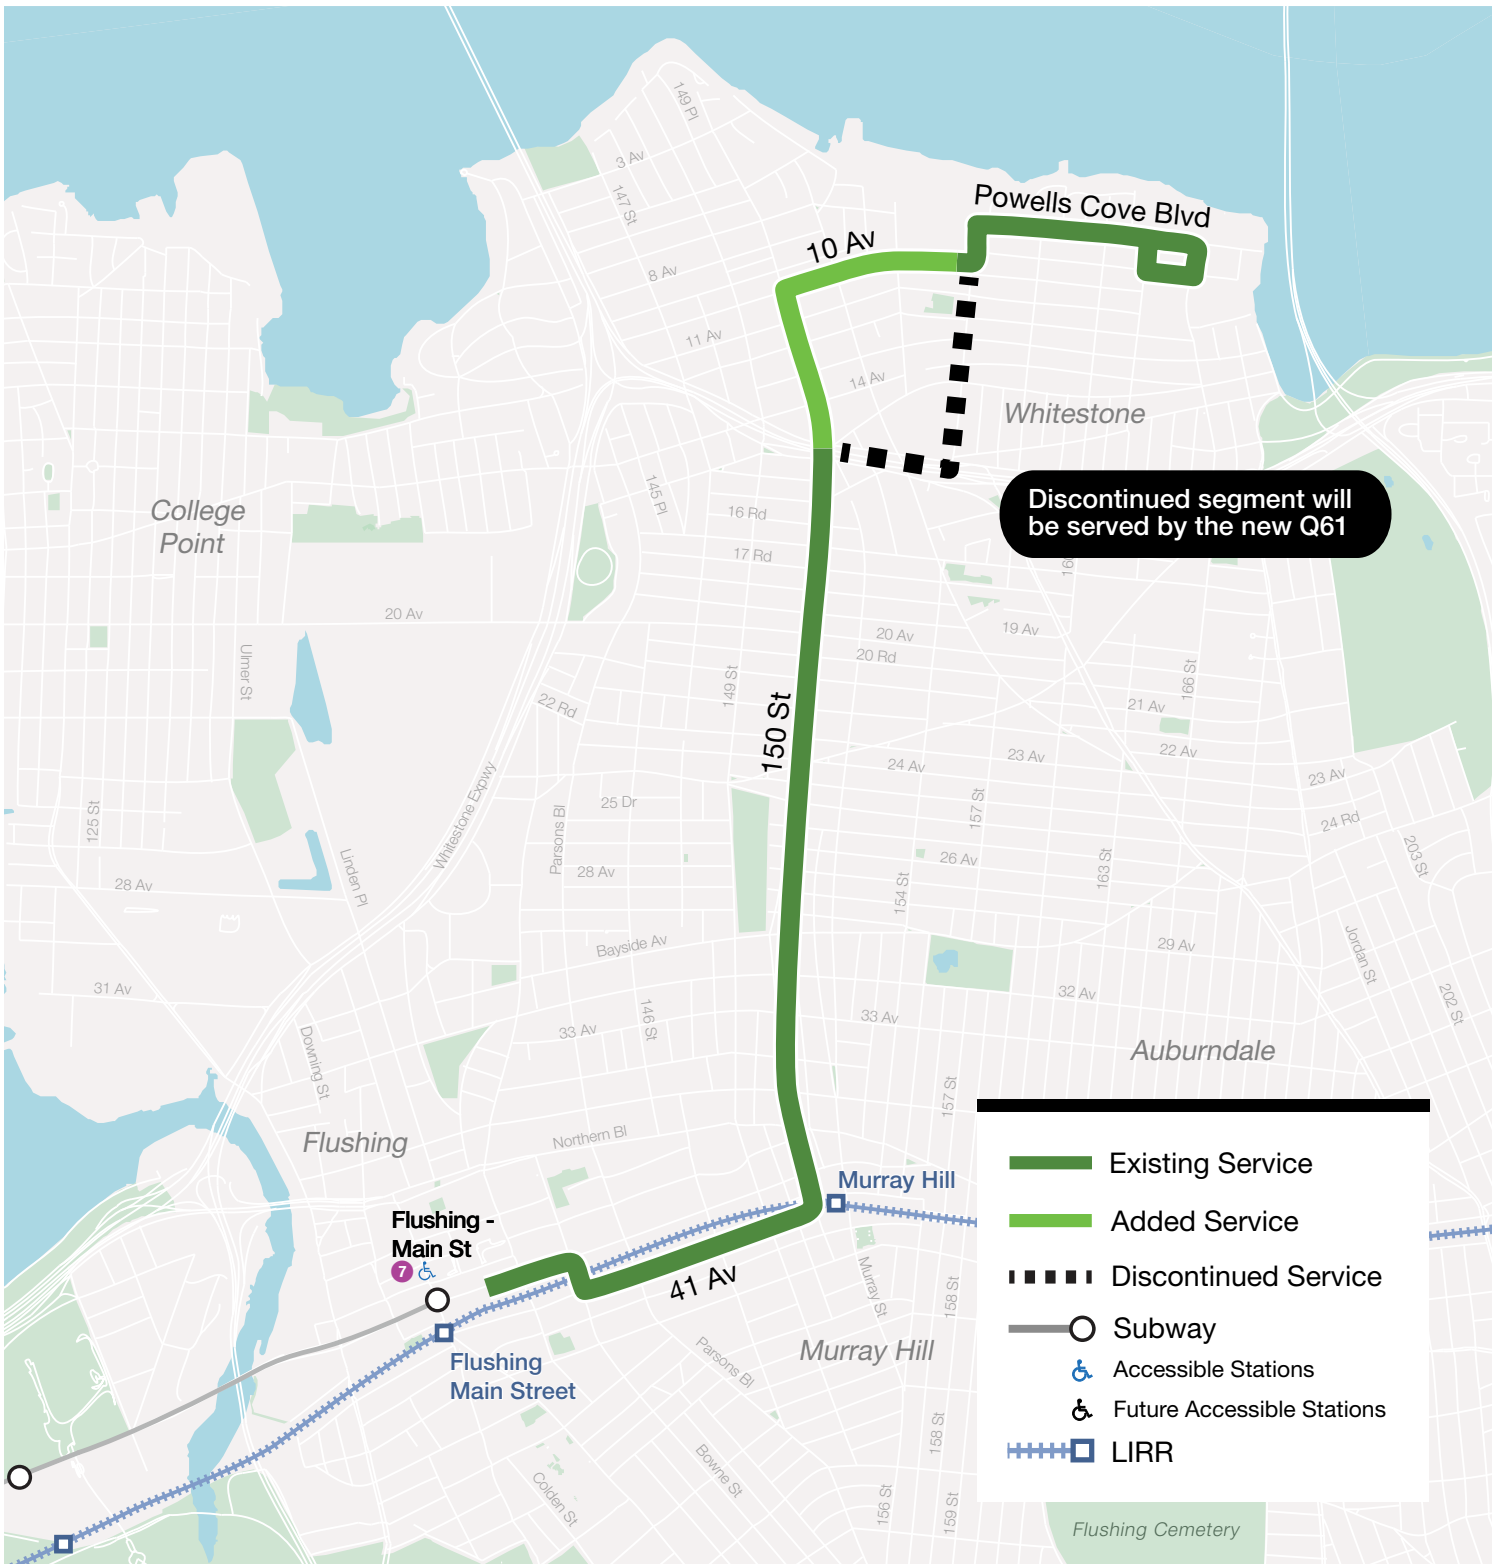 149 Pl
3 Av
147 St
Powells Cove Blvd
10 Av
8 Av
11 Av
14 Av
Whitestone
145 Pl
College
Point
16 Rd
17 Rd
Discontinued segment will
be served by the new Q61
20 Av
20 Av
19 Av
20 Rd
Ulmer St
149 St
166 St
22 Rd
21 Av
150 St
24 Av
23 Av
22 Av
23 Av
Whitestone Expwy
25 Dr
157 St
24 Rd
125 St
Parsons Bl
203 St
26 Av
163 St
28 Av
Linden Pl
28 Av
154 St
Bayside Av
29 Av
Jordan St
31 Av
32 Av
202 St
146 St
33 Av
33 Av
Downing St
Auburndale
157 St
Flushing
Northern Bl
Murray Hill
Flushing -
Main St
7
41 Av
Murray St
158 St
Flushing
Main Street
Parsons Bl
Murray Hill
158 St
Bowne St
Colden St
156 St
159 St
Existing Service
Added Service
Discontinued Service
Subway
Accessible Stations
Future Accessible Stations
LIRR
Flushing Cemetery